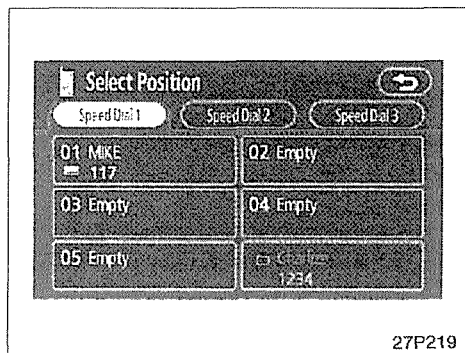 Select Position
Speed Dial 1 Speed Dial 2 Speed Dial 3
01 MIKE 02 Empty
117
03 Empty 04 Empty
05 Empty Charles
1234
27P219